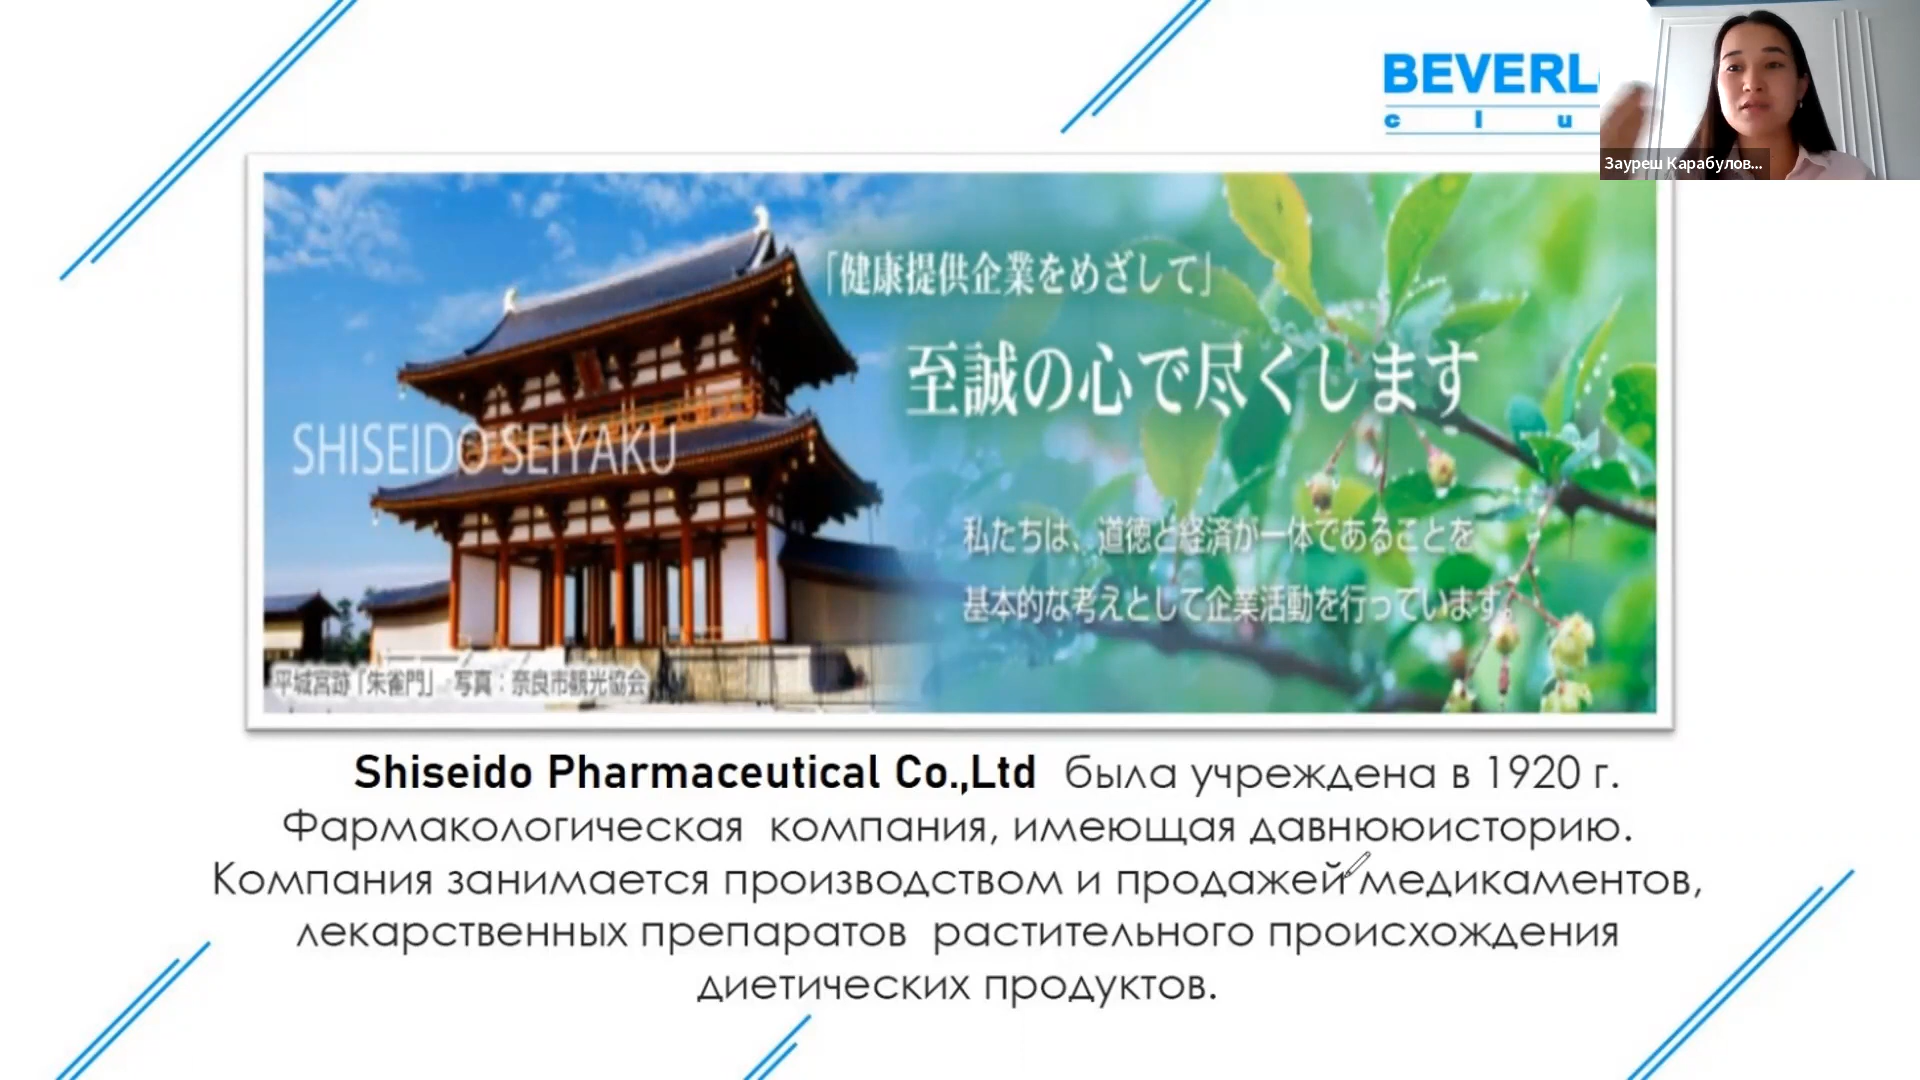 BEVERL
c l u
Зауреш Карабулов...
「健康提供企業をめざして」
至誠の心で尽くします
SHISEIDO SEIYAKU
私たちは、道徳と経済が一体であることを
基本的な考えとして企業活動を行っています。
平城宮跡「朱雀門」 写真：奈良市観光協会
Shiseido Pharmaceutical Co.,Ltd была учреждена в 1920 г.
Фармакологическая компания, имеющая давнююисторию.
Компания занимается производством и продажей медикаментов,
лекарственных препаратов растительного происхождения
диетических продуктов.